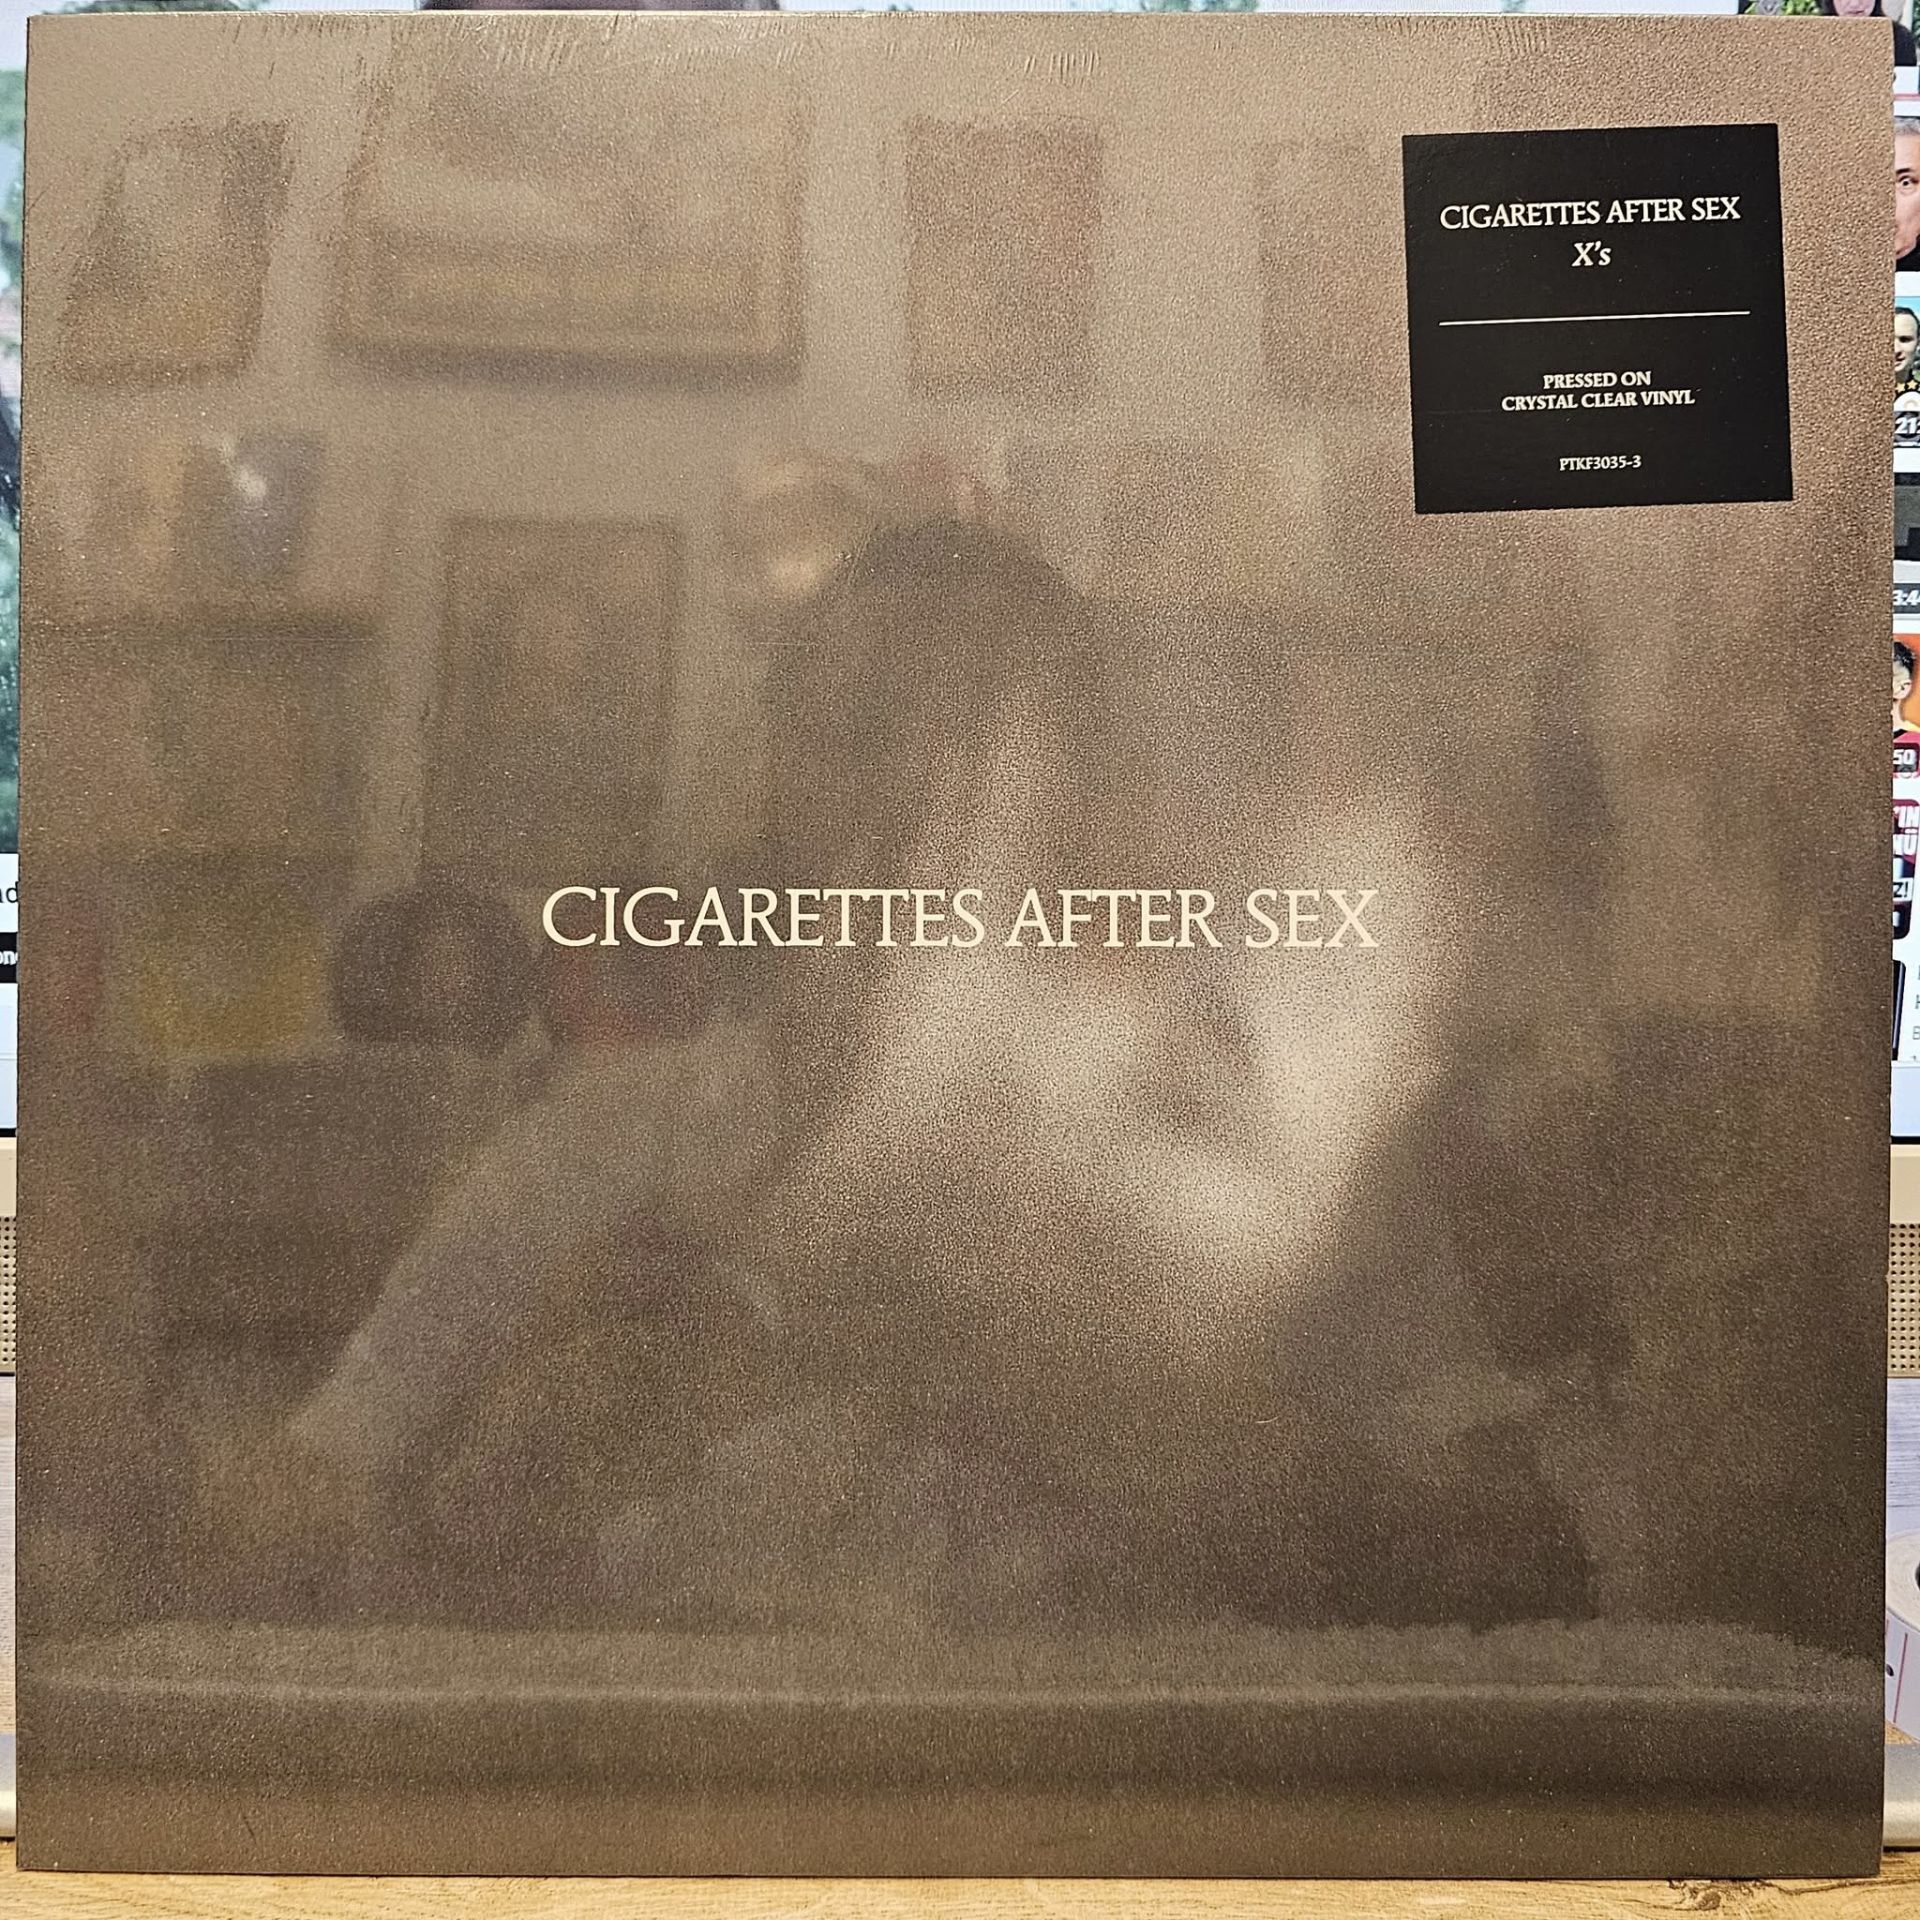 CIGARETTES AFTER SEX
X's
PRESSED ON
CRYSTAL CLEAR VINYL
PTKF3035-3
CIGARETTES AFTER SEX